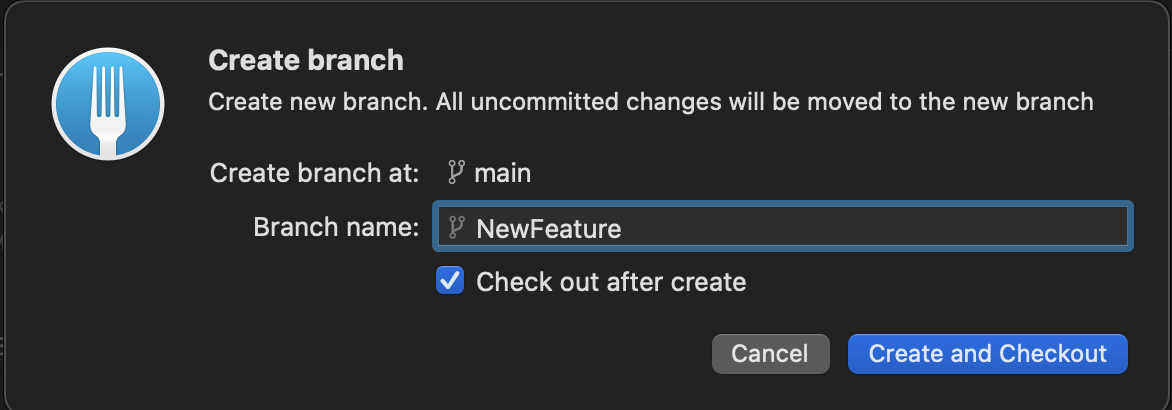 Create branch
Create new branch. All uncommitted changes will be moved to the new branch
Create branch at: main
Branch name: NewFeature
Check out after create
Cancel Create and Checkout